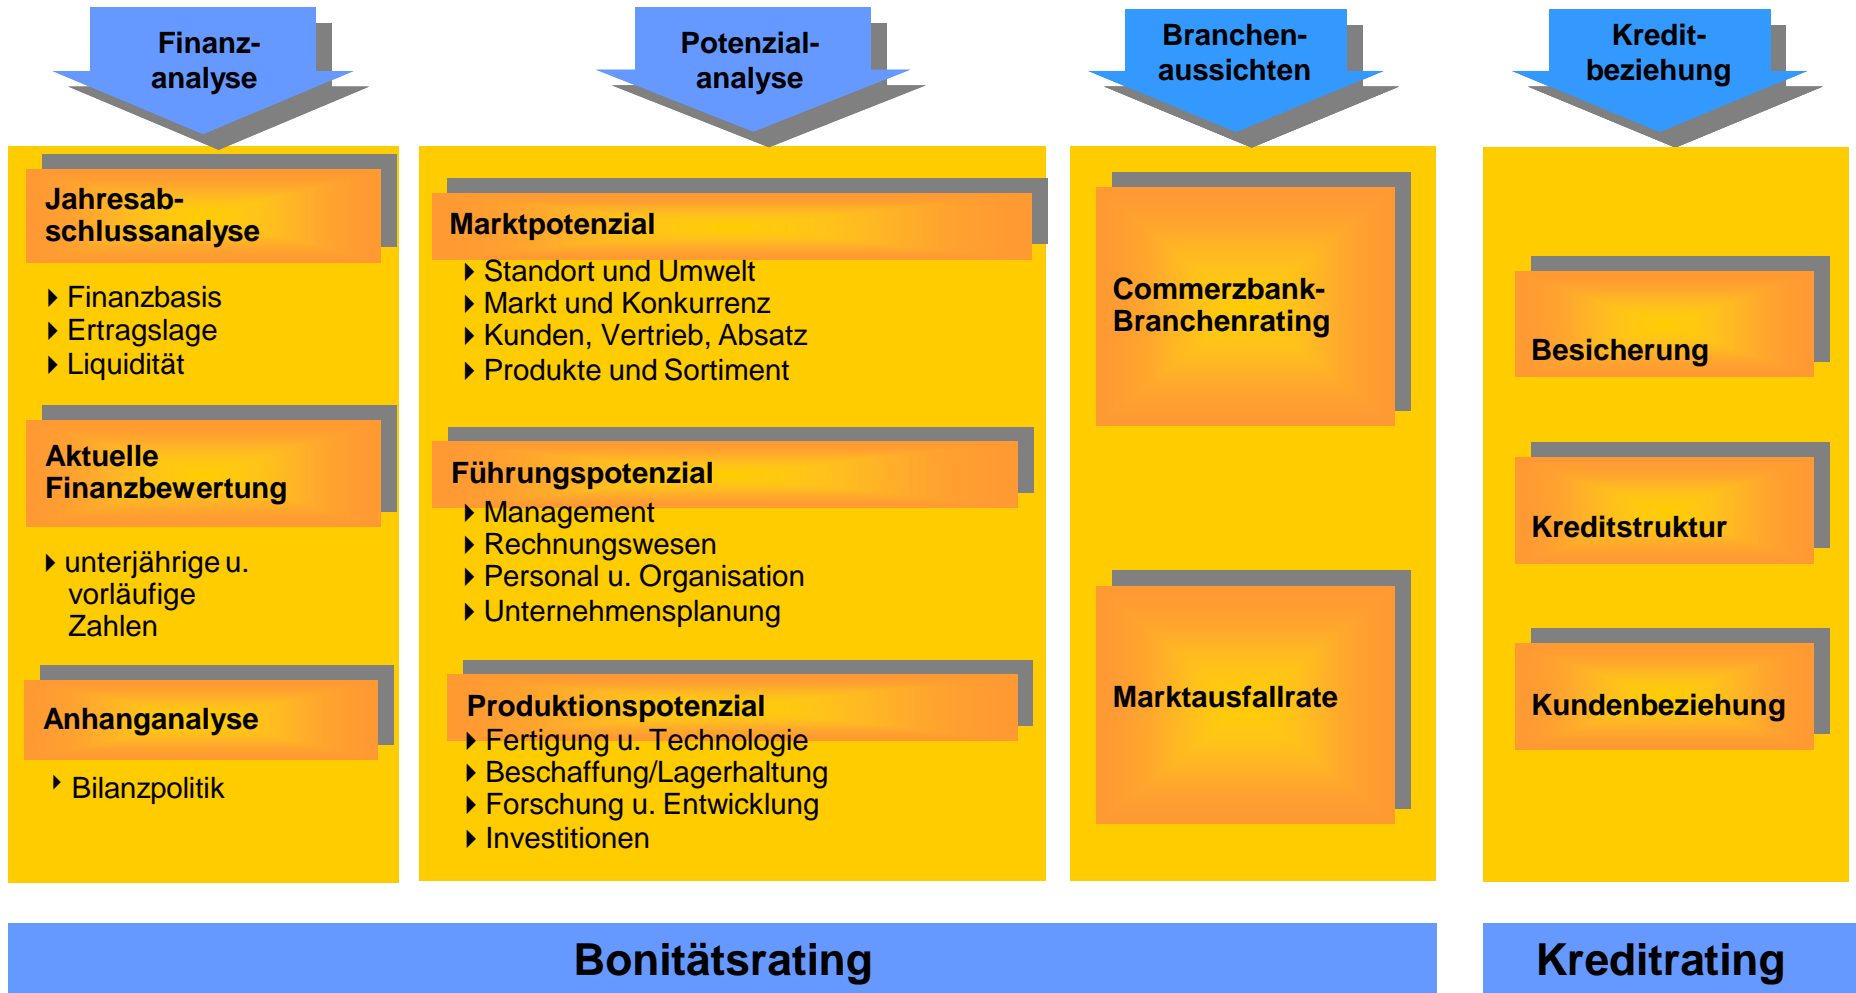 Finanz-
analyse
Jahresab-
schlussanalyse
Finanzbasis
Ertragslage
Liquidität
Aktuelle
Finanzbewertung
unterjährige u.
vorläufige
Zahlen
Anhanganalyse
Bilanzpolitik
Potenzial-
analyse
Marktpotenzial
Standort und Umwelt
Markt und Konkurrenz
Kunden, Vertrieb, Absatz
Produkte und Sortiment
Führungspotenzial
Management
Rechnungswesen
Personal u. Organisation
Unternehmensplanung
Produktionspotenzial
Fertigung u. Technologie
Beschaffung/Lagerhaltung
Forschung u. Entwicklung
Investitionen
Branchen-
aussichten
Commerzbank-
Branchenrating
Marktausfallrate
Kredit-
beziehung
Besicherung
Kreditstruktur
Kundenbeziehung
Bonitätsrating
Kreditrating